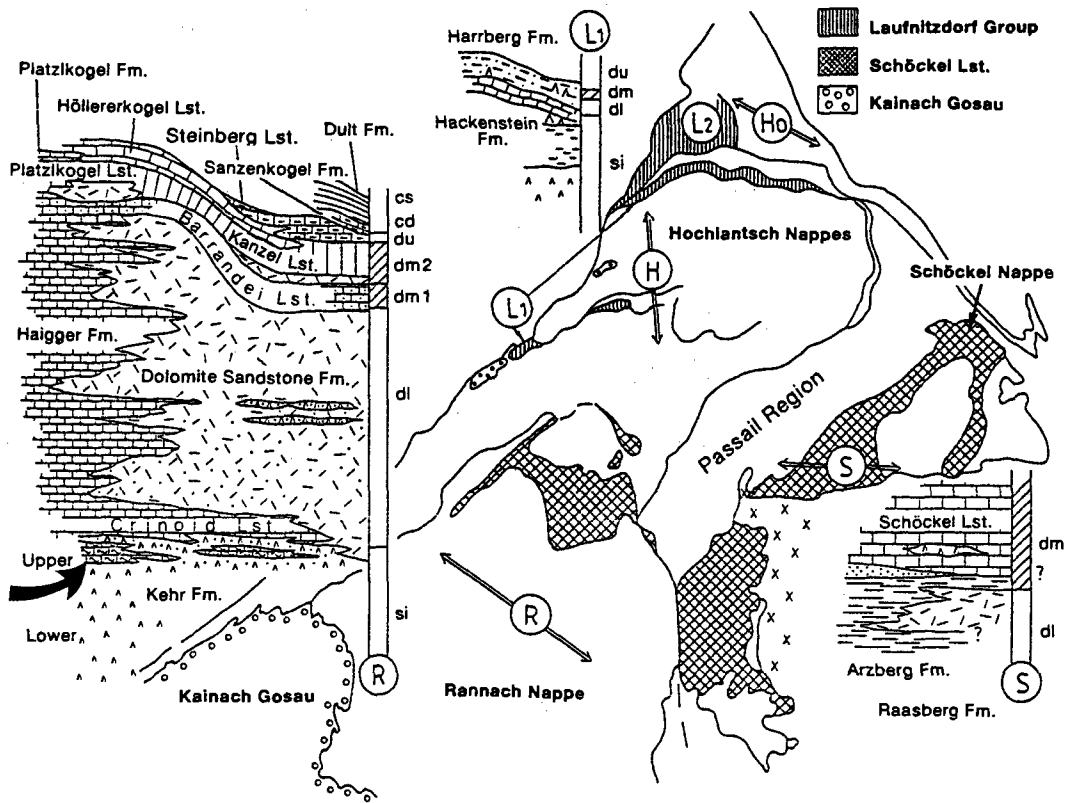 Platzlkogel Fm.
Höllererkogel Lst.
Steinberg Lst.
Dult Fm.
Sanzenkogel Fm.
Platzlkogel Lst.
Kanzel Lst.
Barrandei Lst.
Haigger Fm.
Dolomite Sandstone Fm.
Crinoid Lst.
Upper
Kehr Fm.
Lower
cs
cd
du
dm2
dm1
dl
si
R
Kainach Gosau
Harrberg Fm.
Hackenstein
Fm.
L1
du
dm
dl
si
Laufnitzdorf Group
Schöckel Lst.
Kainach Gosau
L2
Ho
Hochlantsch Nappes
H
L1
Schöckel Nappe
Passail Region
S
R
Rannach Nappe
Schöckel Lst.
dm
?
?
dl
Arzberg Fm.
Raasberg Fm.
S